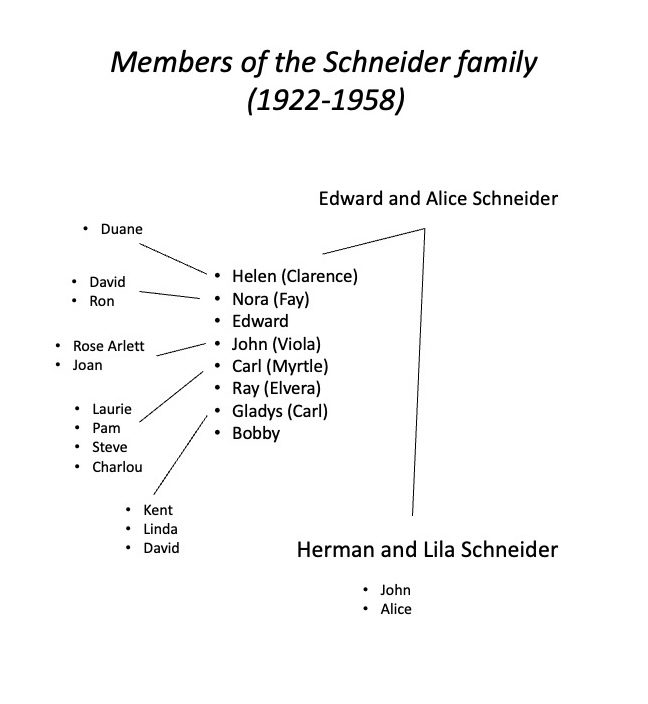 Members of the Schneider family
(1922-1958)
Edward and Alice Schneider
• Duane
• David
• Ron
• Rose Arlett
• Joan
• Laurie
• Pam
• Steve
• Charlou
• Kent
• Linda
• David
• Helen (Clarence)
• Nora (Fay)
• Edward
• John (Viola)
• Carl (Myrtle)
• Ray (Elvera)
• Gladys (Carl)
• Bobby
Herman and Lila Schneider
• John
• Alice